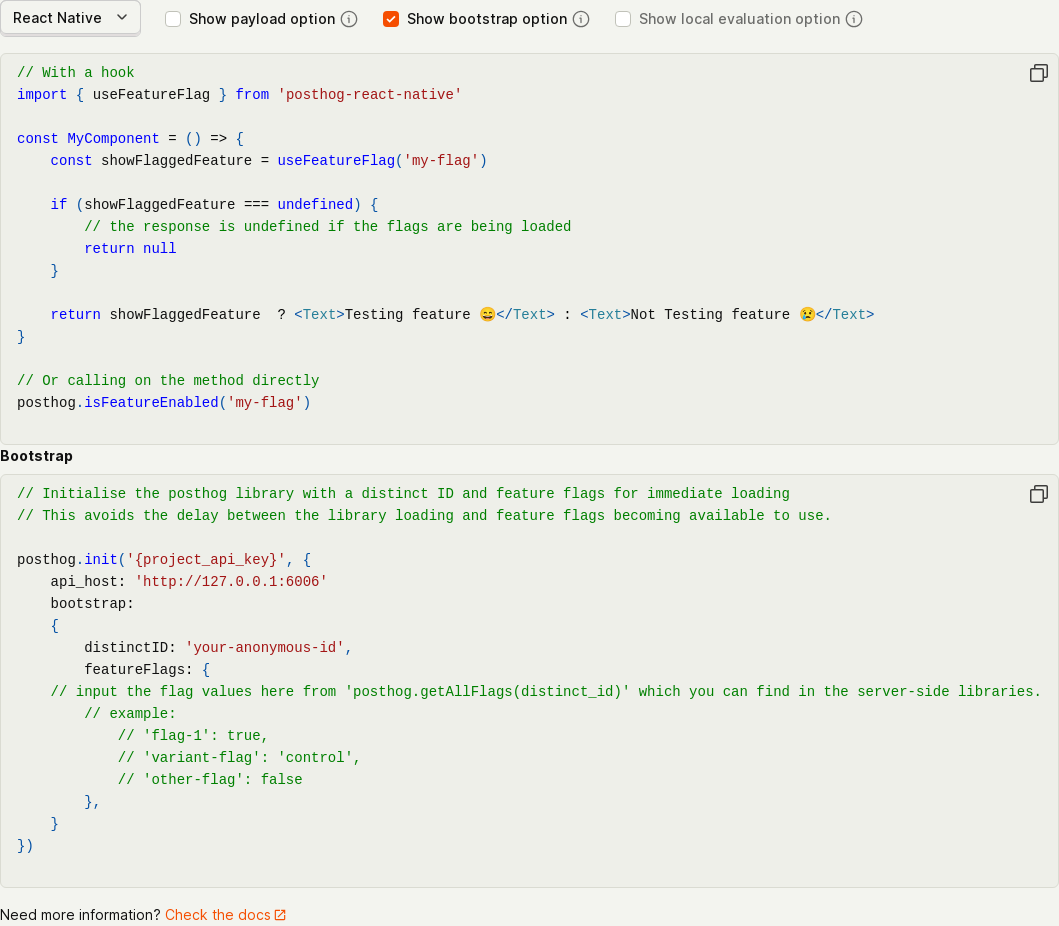 React Native Show payload option Show bootstrap option Show local evaluation option
// With a hook
import { useFeatureFlag } from 'posthog-react-native'
const MyComponent = () => {
    const showFlaggedFeature = useFeatureFlag('my-flag')
    if (showFlaggedFeature === undefined) {
        // the response is undefined if the flags are being loaded
        return null
    }
    return showFlaggedFeature  ? <Text>Testing feature 😄</Text> : <Text>Not Testing feature 😢</Text>
}
// Or calling on the method directly
posthog.isFeatureEnabled('my-flag')
Bootstrap
// Initialise the posthog library with a distinct ID and feature flags for immediate loading
// This avoids the delay between the library loading and feature flags becoming available to use.
posthog.init('{project_api_key}', {
    api_host: 'http://127.0.0.1:6006'
    bootstrap:
    {
        distinctID: 'your-anonymous-id',
        featureFlags: {
    // input the flag values here from 'posthog.getAllFlags(distinct_id)' which you can find in the server-side libraries.
        // example:
            // 'flag-1': true,
            // 'variant-flag': 'control',
            // 'other-flag': false
        },
    }
})
Need more information? Check the docs